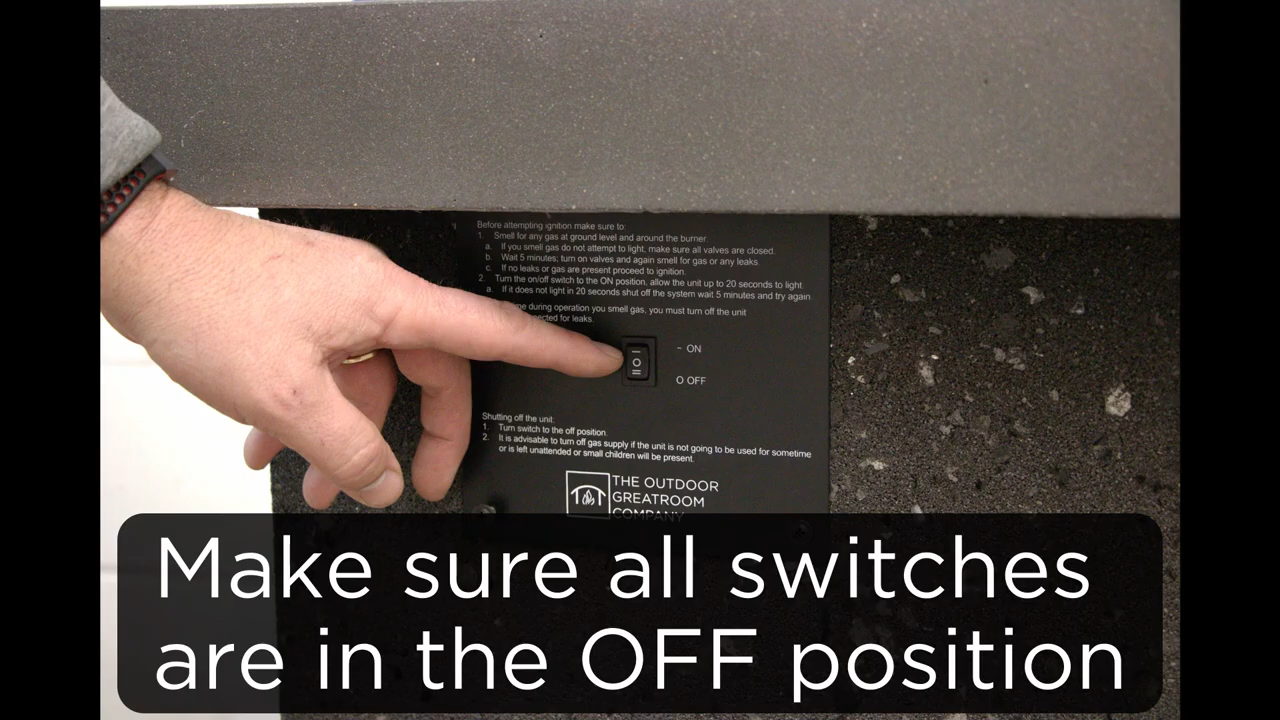 Before attempting ignition make sure to:
1. Smell for any gas at ground level and around the burner.
a. If you smell gas do not attempt to light, make sure all valves are closed.
b. Wait 5 minutes; turn on valves and again smell for gas or any leaks.
c. If no leaks or gas are present proceed to ignition.
2. Turn the on/off switch to the ON position, allow the unit up to 20 seconds to light
a. If it does not light in 20 seconds shut off the system wait 5 minutes and try again
during operation you smell gas, you must turn off the unit
for leaks.
– ON
O OFF
Shutting off the unit:
1. Turn switch to the off position.
2. It is advisable to turn off gas supply if the unit is not going to be used for sometime
or is left unattended or small children will be present.
THE OUTDOOR
GREATROOM
COMPANY
Make sure all switches
are in the OFF position